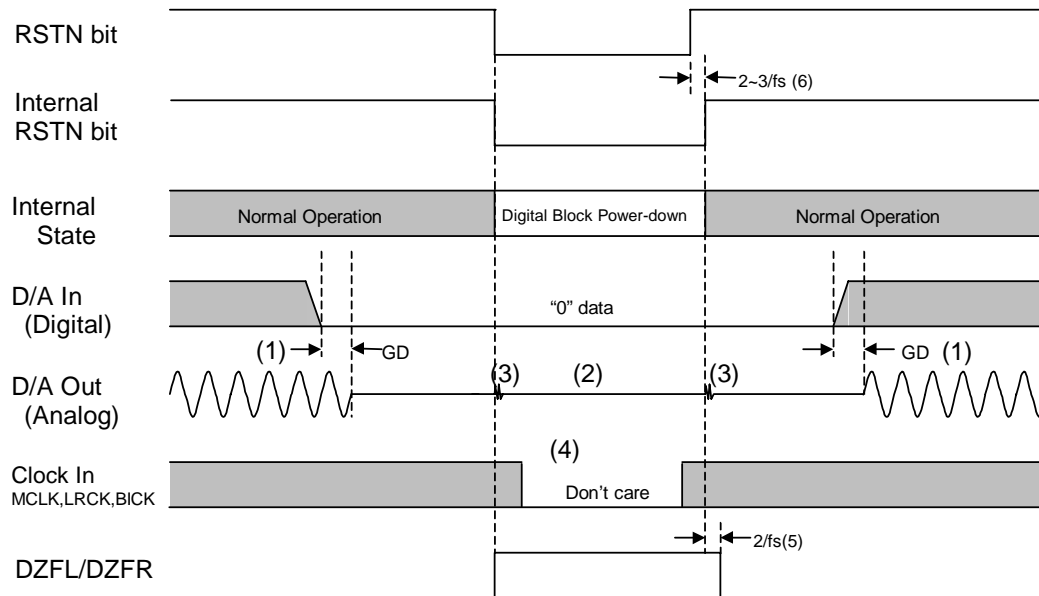 RSTN bit
2~3/fs (6)
Internal
RSTN bit
Internal
State
Normal Operation
Digital Block Power-down
Normal Operation
D/A In
(Digital)
“0” data
(1)
GD
GD
(1)
D/A Out
(Analog)
(3)
(2)
(3)
Clock In
MCLK,LRCK,BICK
(4)
Don’t care
2/fs(5)
DZFL/DZFR